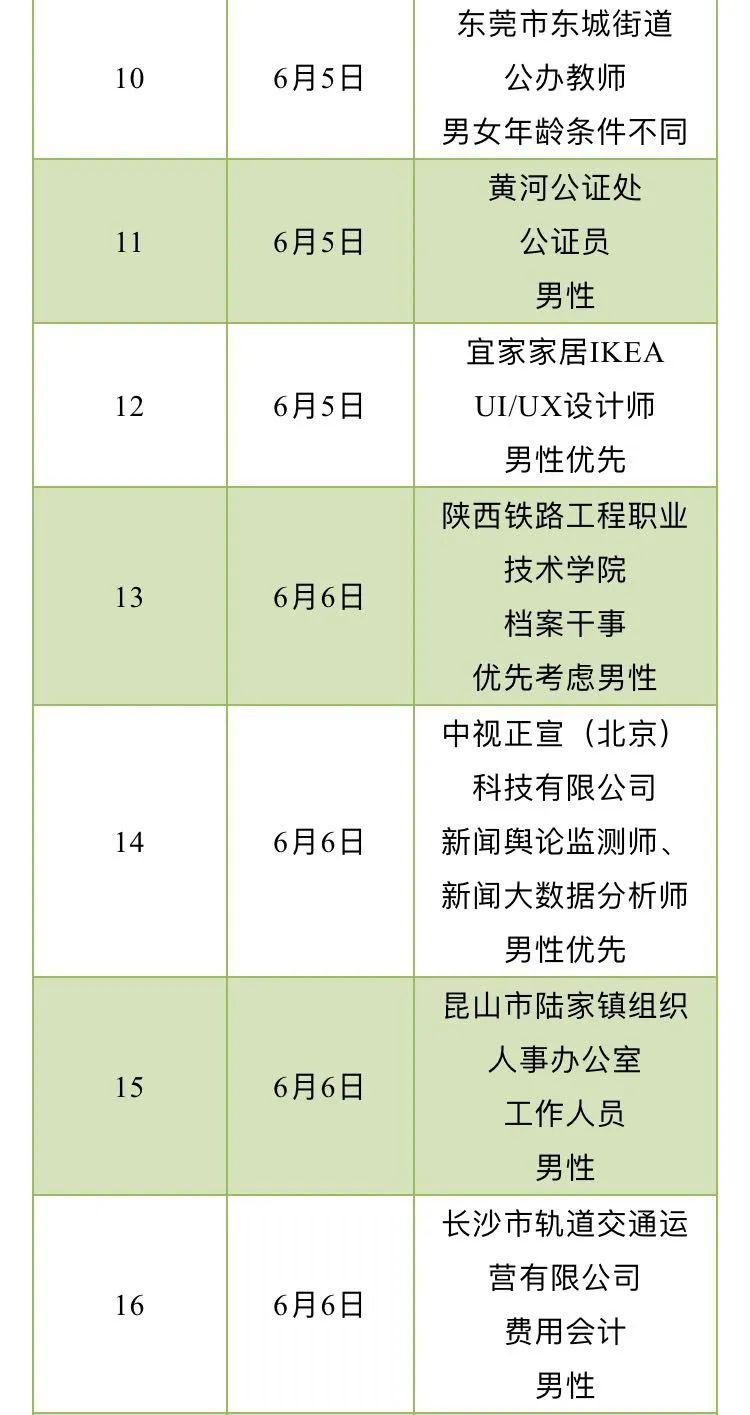 东莞市东城街道
10
6月5日
公办教师
男女年龄条件不同
黄河公证处
11
6月5日
公证员
男性
宜家家居IKEA
12
6月5日
UI/UX设计师
男性优先
陕西铁路工程职业
技术学院
13
6月6日
档案干事
优先考虑男性
中视正宣（北京）
科技有限公司
14
6月6日
新闻舆论监测师、
新闻大数据分析师
男性优先
昆山市陆家镇组织
人事办公室
15
6月6日
工作人员
男性
长沙市轨道交通运
营有限公司
16
6月6日
费用会计
男性